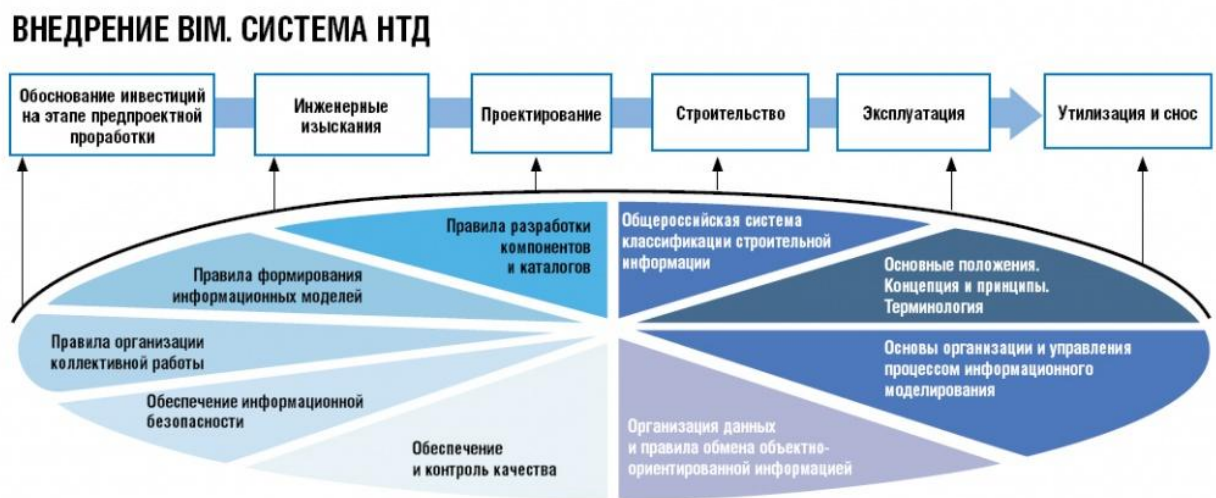 ВНЕДРЕНИЕ BIM. СИСТЕМА НТД
Обоснование инвестиций
на этапе предпроектной
проработки
Инженерные
изыскания
Проектирование
Строительство
Эксплуатация
Утилизация и снос
Правила разработки
компонентов
и каталогов
Общероссийская система
классификации строительной
информации
Правила формирования
информационных моделей
Основные положения.
Концепция и принципы.
Терминология
Правила организации
коллективной работы
Основы организации и управления
процессом информационного
моделирования
Обеспечение информационной
безопасности
Обеспечение
и контроль качества
Организация данных
и правила обмена объектно-
ориентированной информацией